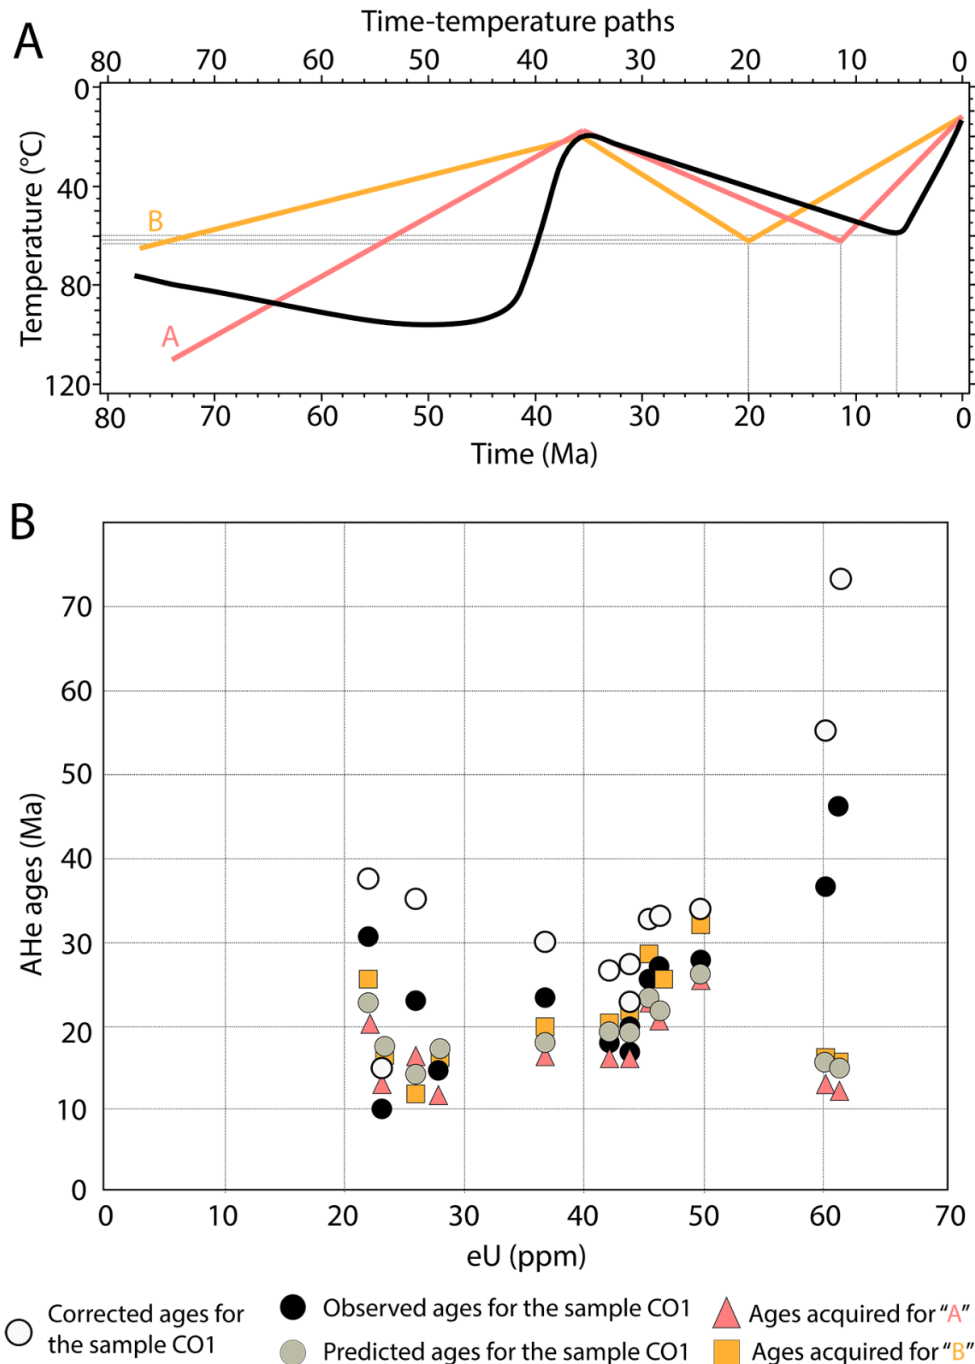 A
Time-temperature paths
80 70 60 50 40 30 20 10 0
0
40
80
120
Temperature (°C)
B
A
80 70 60 50 40 30 20 10 0
Time (Ma)
B
70
60
50
40
30
20
10
0
AHe ages (Ma)
0 10 20 30 40 50 60 70
eU (ppm)
Corrected ages for
the sample CO1
Observed ages for the sample CO1
Predicted ages for the sample CO1
Ages acquired for "A"
Ages acquired for "B"